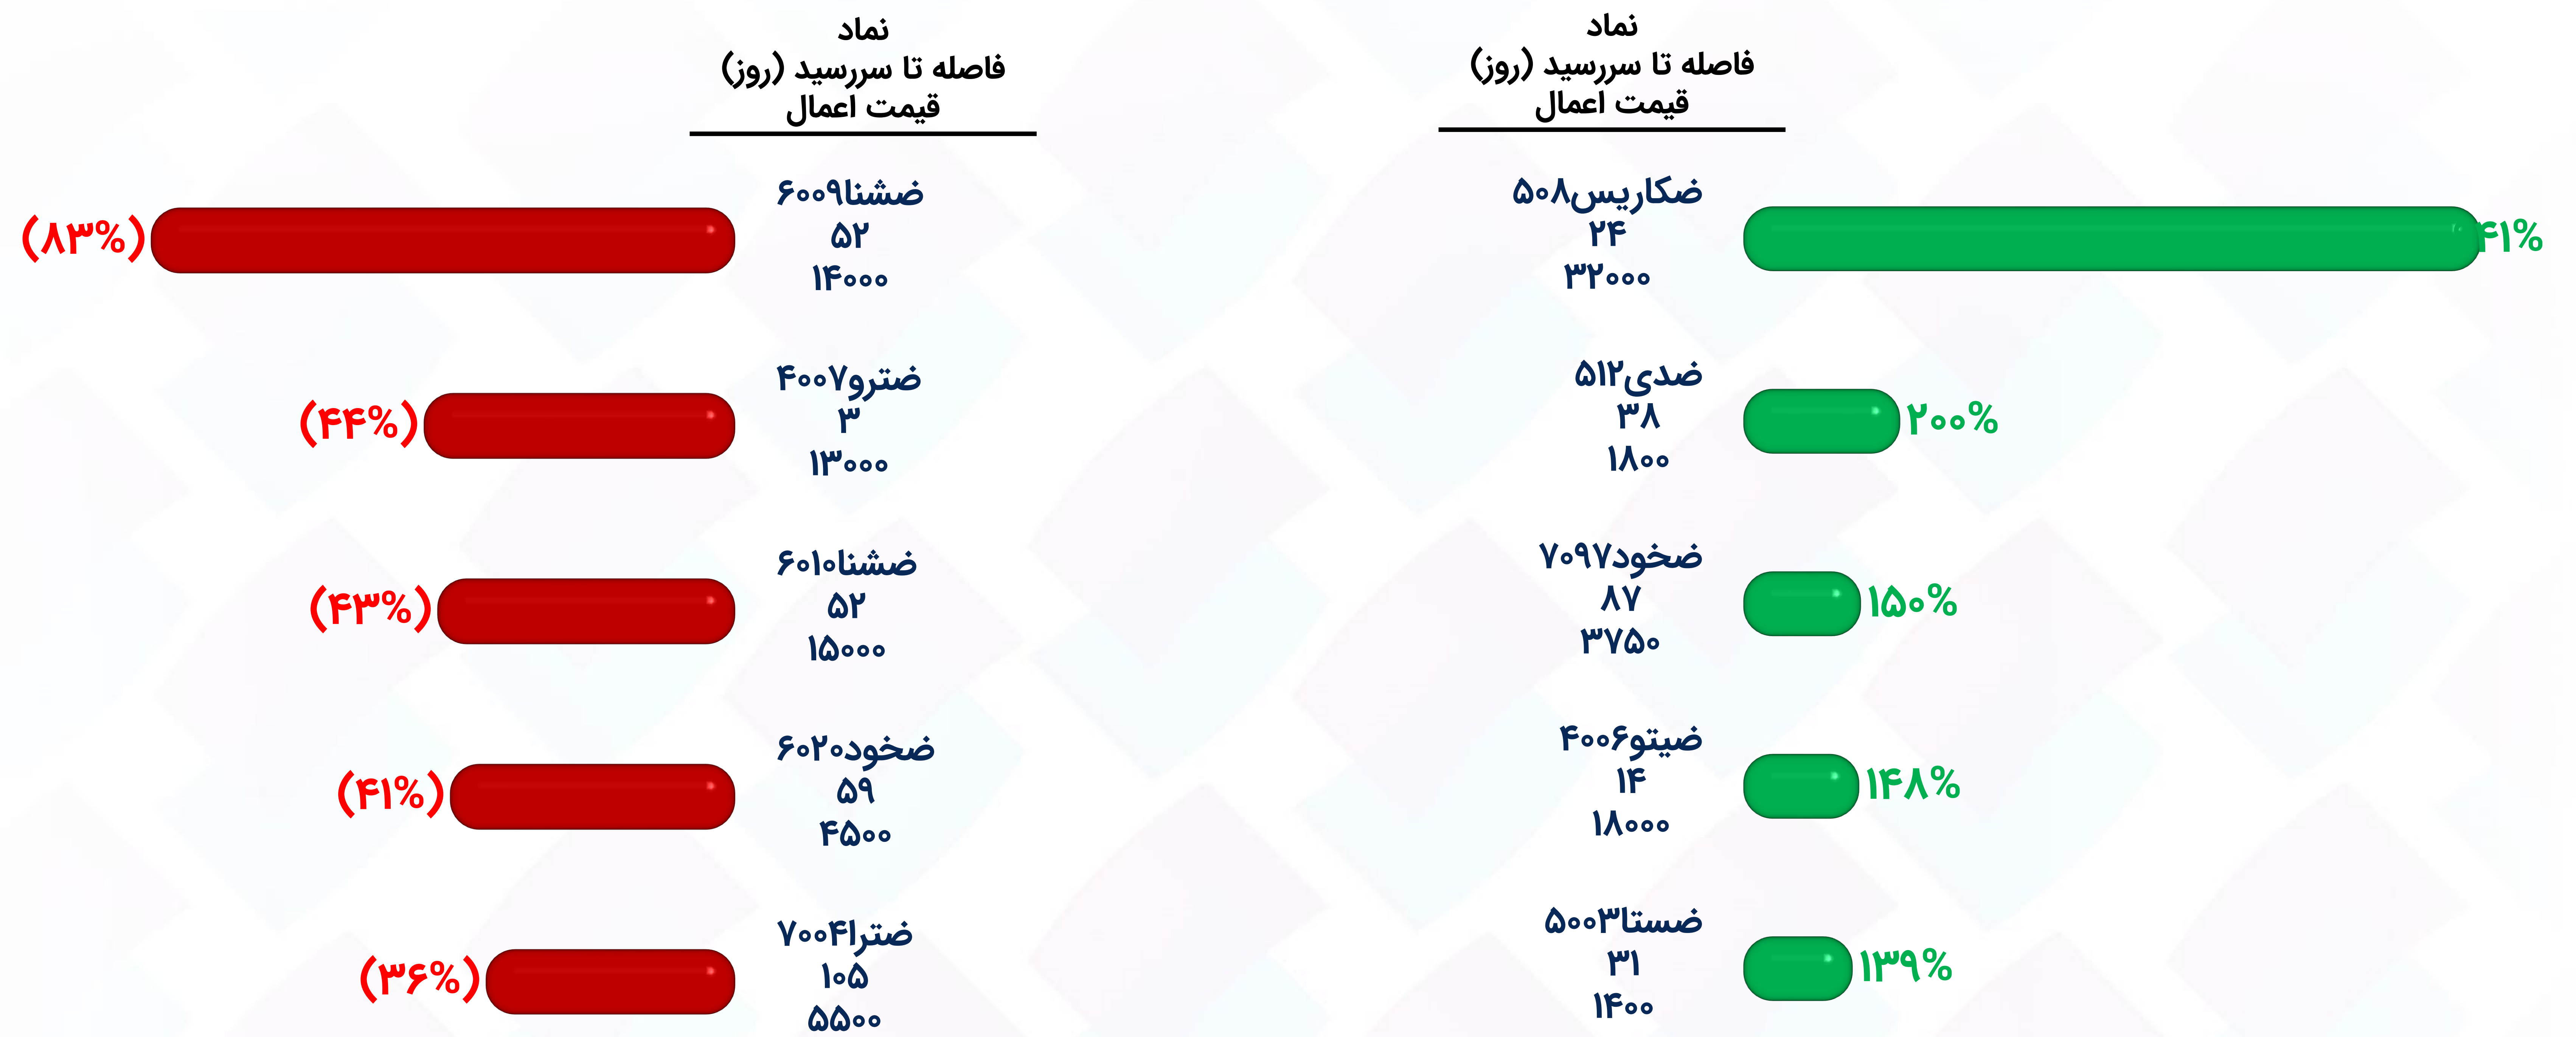 نماد
فاصله تا سررسید (روز)
قیمت اعمال
ضکاریس۵۰۸
۲۴
۳۲۰۰۰
ضدی۵۱۲
۳۸
۱۸۰۰
۲۰۰%
ضخود۷۰۹۷
۸۷
۳۷۵۰
۱۵۰%
ضیتو۴۰۰۶
۱۴
۱۸۰۰۰
۱۴۸%
ضستا۵۰۰۳
۳۱
۱۴۰۰
۱۳۹%
نماد
فاصله تا سررسید (روز)
قیمت اعمال
ضشنا۶۰۰۹
۵۲
۱۴۰۰۰
(۸۳%)
ضترو۴۰۰۷
۳
۱۳۰۰۰
(۴۴%)
ضشنا۶۰۱۰
۵۲
۱۵۰۰۰
(۴۳%)
ضخود۶۰۲۰
۵۹
۴۵۰۰
(۴۱%)
ضترا۷۰۰۴
۱۰۵
۵۵۰۰
(۳۶%)